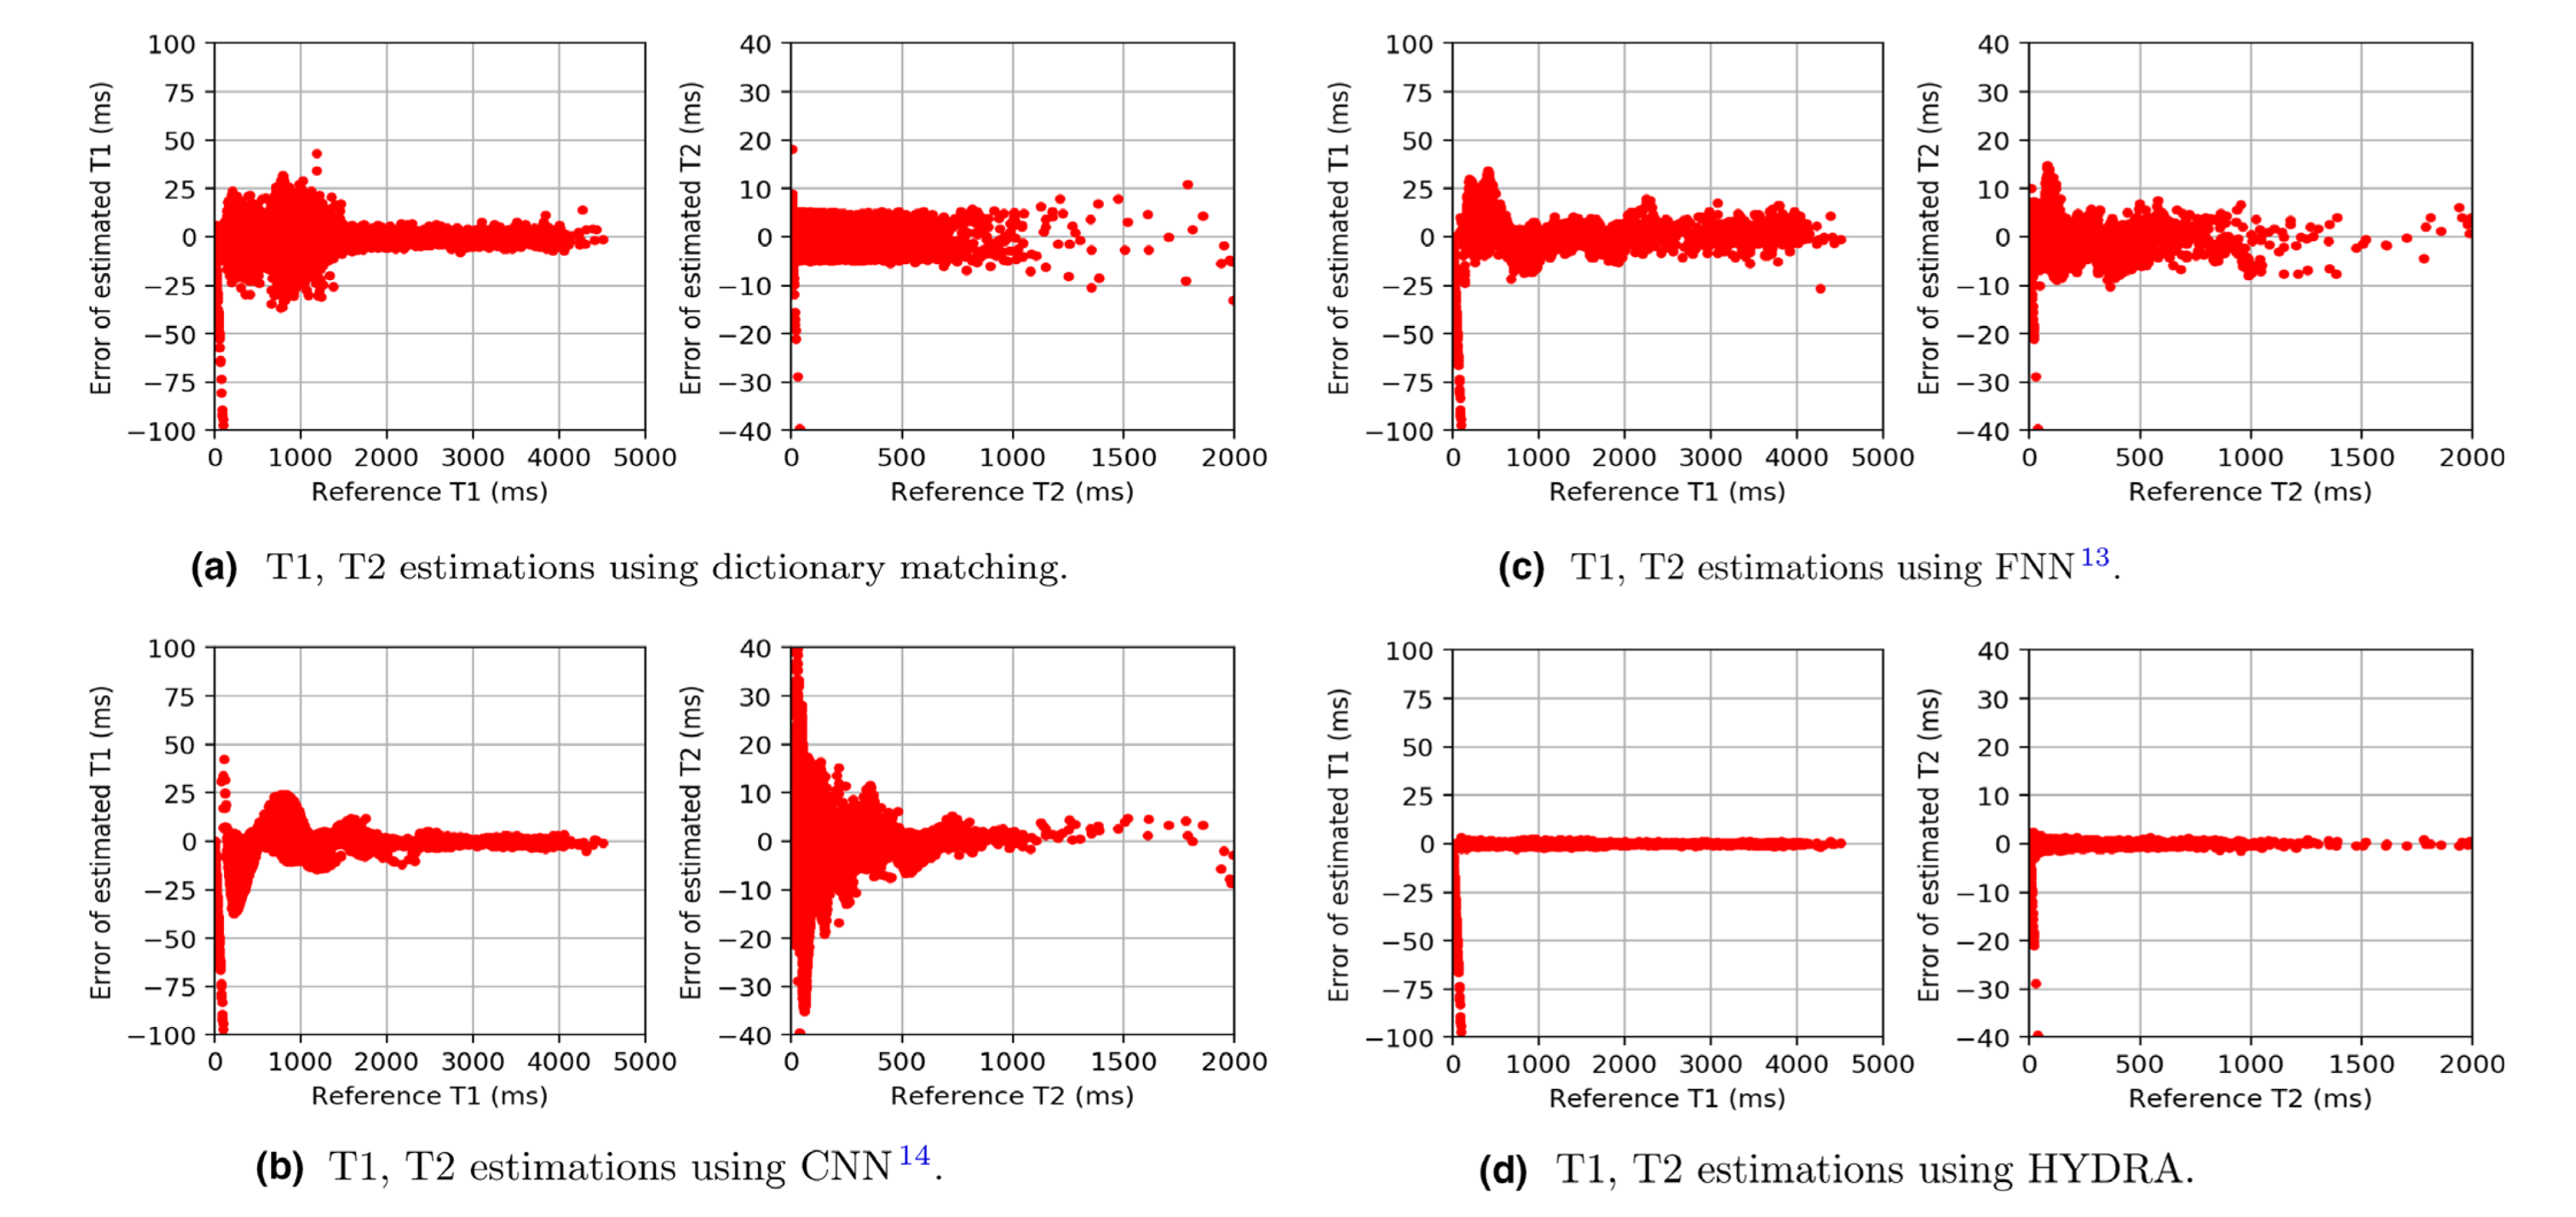 100
75
50
25
0
−25
−50
−75
−100
Error of estimated T1 (ms)
0 1000 2000 3000 4000 5000
Reference T1 (ms)
40
30
20
10
0
−10
−20
−30
−40
Error of estimated T2 (ms)
0 500 1000 1500 2000
Reference T2 (ms)
(a) T1, T2 estimations using dictionary matching.
100
75
50
25
0
−25
−50
−75
−100
Error of estimated T1 (ms)
0 1000 2000 3000 4000 5000
Reference T1 (ms)
40
30
20
10
0
−10
−20
−30
−40
Error of estimated T2 (ms)
0 500 1000 1500 2000
Reference T2 (ms)
(c) T1, T2 estimations using FNN13.
100
75
50
25
0
−25
−50
−75
−100
Error of estimated T1 (ms)
0 1000 2000 3000 4000 5000
Reference T1 (ms)
40
30
20
10
0
−10
−20
−30
−40
Error of estimated T2 (ms)
0 500 1000 1500 2000
Reference T2 (ms)
(b) T1, T2 estimations using CNN14.
100
75
50
25
0
−25
−50
−75
−100
Error of estimated T1 (ms)
0 1000 2000 3000 4000 5000
Reference T1 (ms)
40
30
20
10
0
−10
−20
−30
−40
Error of estimated T2 (ms)
0 500 1000 1500 2000
Reference T2 (ms)
(d) T1, T2 estimations using HYDRA.